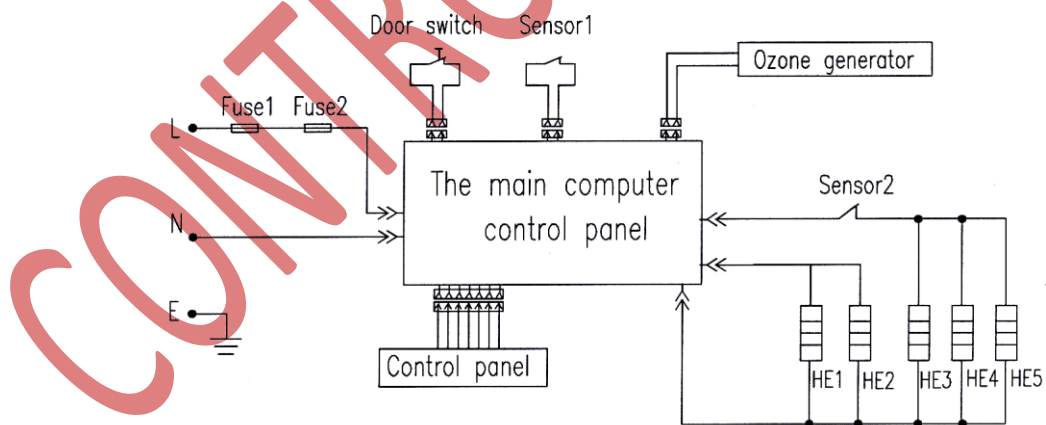 Door switch
Sensor1
Ozone generator
Fuse1
Fuse2
L
The main computer
control panel
Sensor2
N
E
Control panel
HE1
HE2
HE3
HE4
HE5